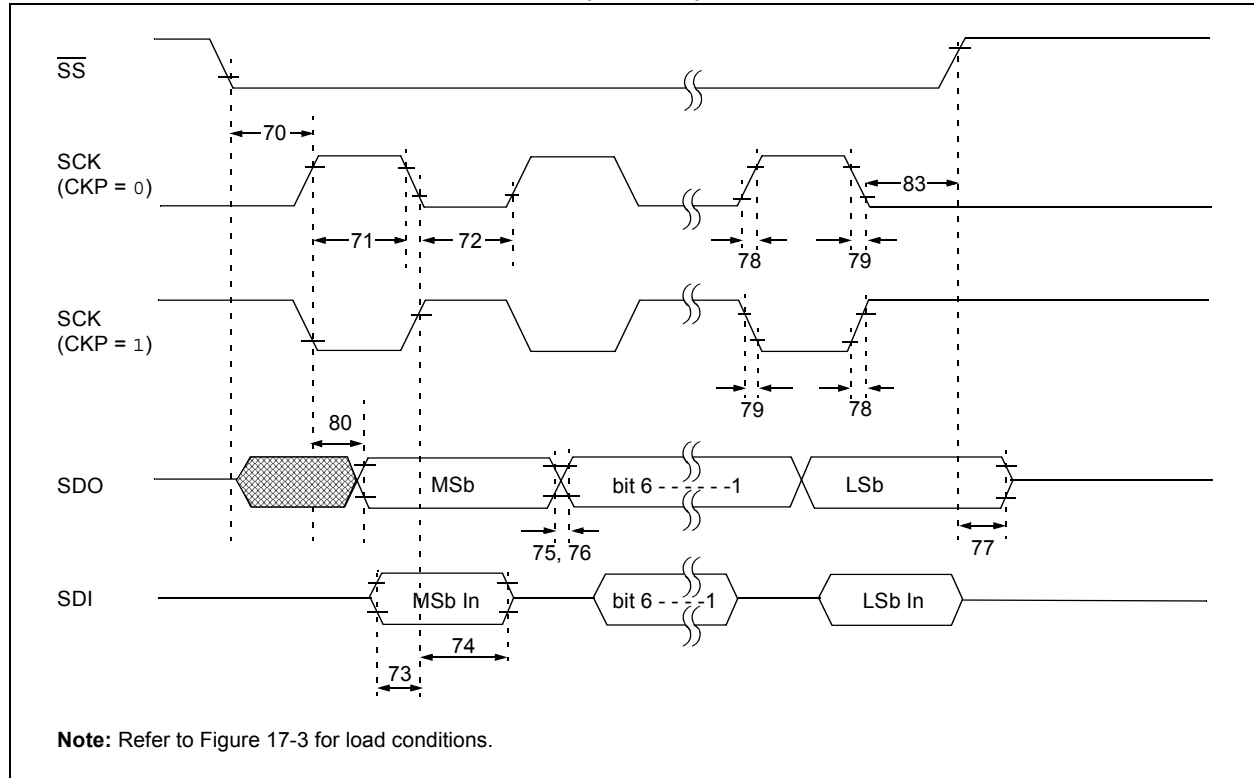 SS
70
SCK
(CKP = 0)
83
71
72
78
79
SCK
(CKP = 1)
79
78
80
SDO
MSb
bit 6 - - - - - -1
LSb
75, 76
77
SDI
MSb In
bit 6 - - - -1
LSb In
74
73
Note: Refer to Figure 17-3 for load conditions.